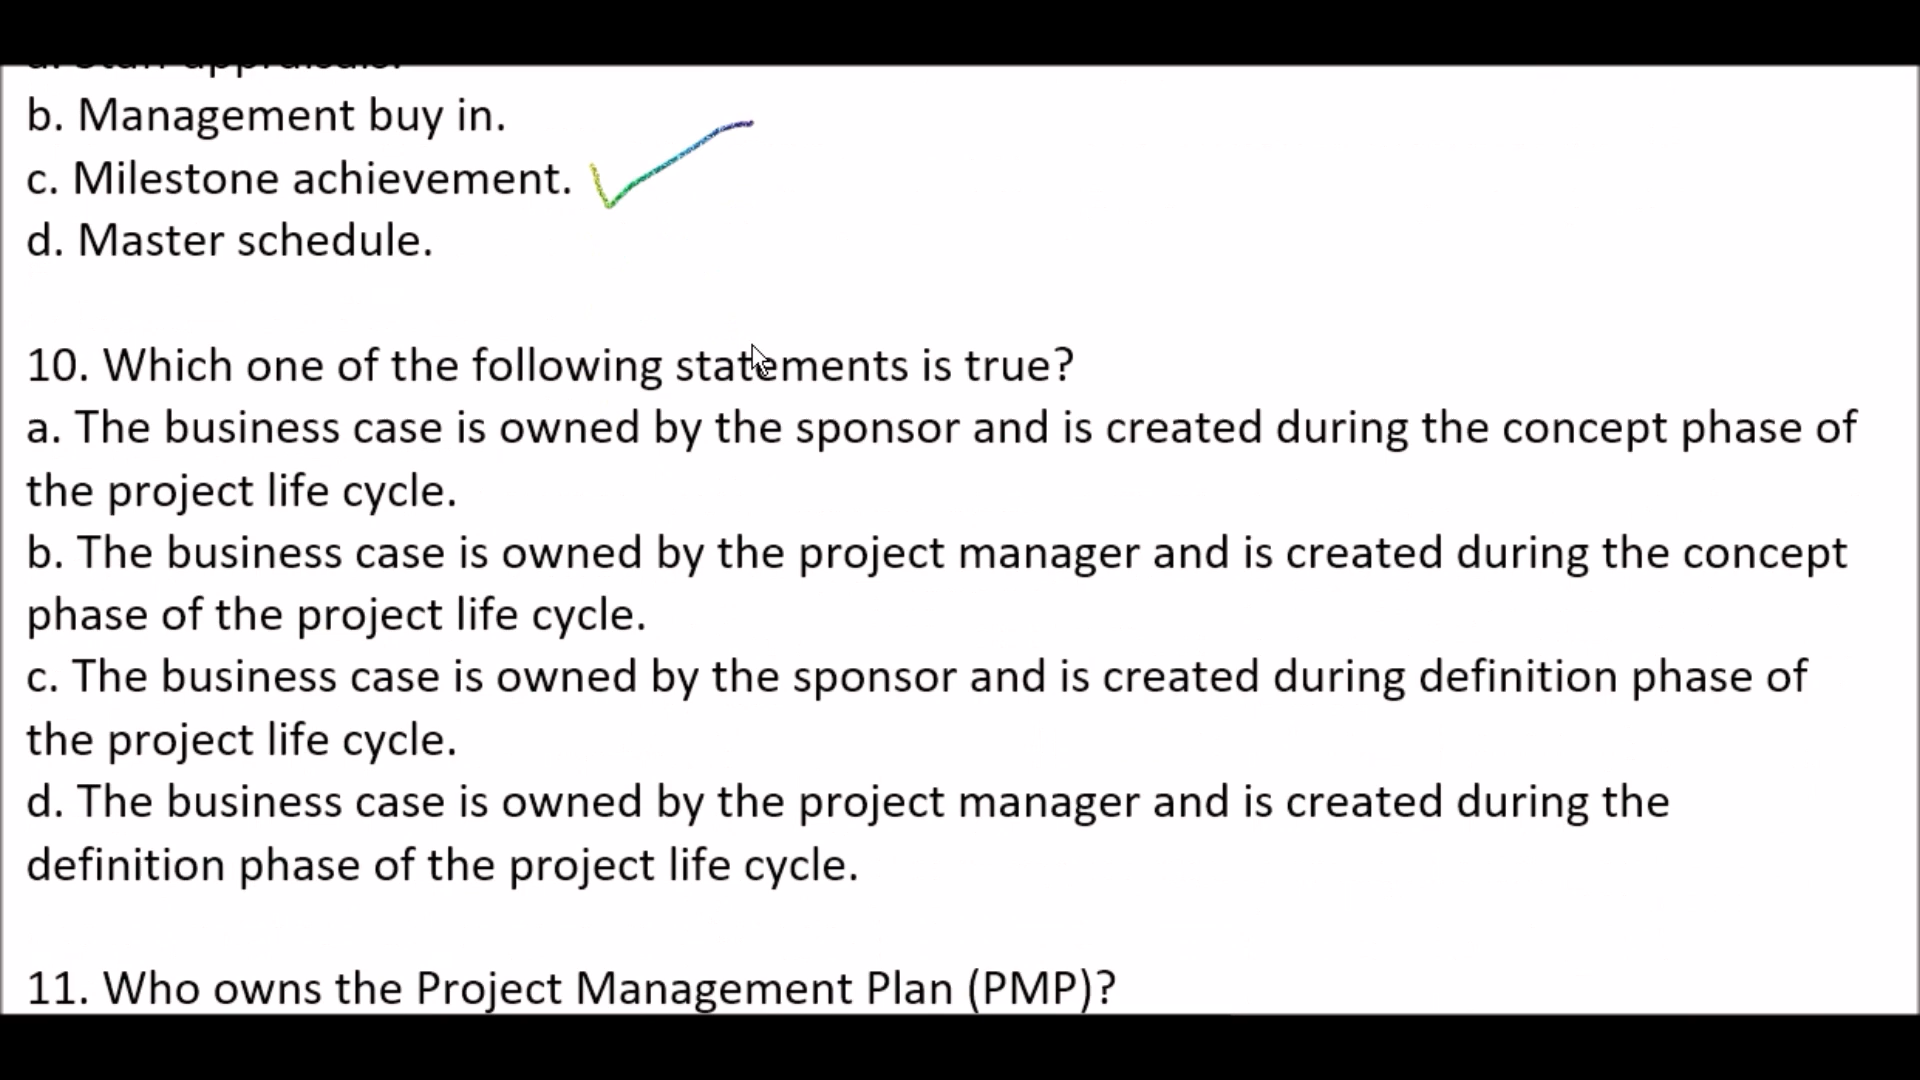 b. Management buy in.
c. Milestone achievement.
d. Master schedule.
10. Which one of the following statements is true?
a. The business case is owned by the sponsor and is created during the concept phase of
the project life cycle.
b. The business case is owned by the project manager and is created during the concept
phase of the project life cycle.
c. The business case is owned by the sponsor and is created during definition phase of
the project life cycle.
d. The business case is owned by the project manager and is created during the
definition phase of the project life cycle.
11. Who owns the Project Management Plan (PMP)?